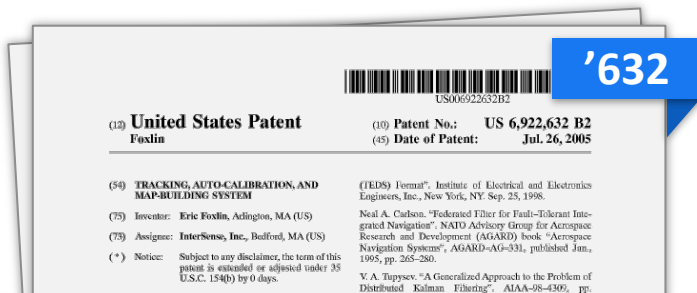 ’632
US006922632B2
(12) United States Patent
Foxlin
(10) Patent No.: US 6,922,632 B2
(45) Date of Patent: Jul. 26, 2005
(54) TRACKING, AUTO-CALIBRATION, AND
MAP-BUILDING SYSTEM
(75) Inventor: Eric Foxlin, Adington, MA (US)
(73) Assignee: InterSense, Inc., Bedford, MA (US)
(*) Notice: Subject to any disclaimer, the term of this
patent is extended or adjusted under 35
U.S.C. 154(b) by 0 days.
(TEDS) Format”. Institute of Electrical and Electronics
Engineers, Inc., New York, NY. Sep. 25, 1998.
Neal A. Carlson. “Federated Filter for Fault–Tolerant Inte-
grated Navigation”. NATO Advisory Group for Aerospace
Research and Development (AGARD) book “Aerospace
Navigation Systems”, AGARD–AG–331, published Jun.,
1995, pp. 265–280.
V. A. Tupysev. “A Generalized Approach to the Problem of
Distributed Kalman Filtering”. AIAA–98–4309, pp.